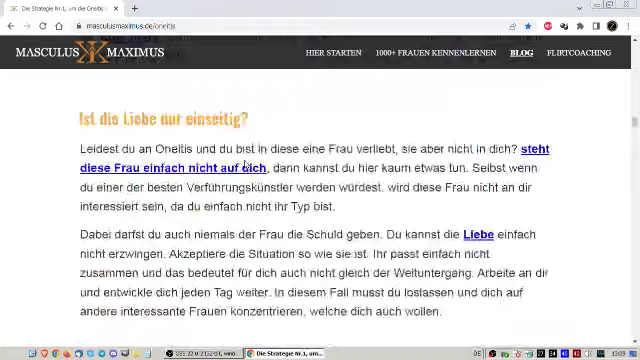 Die Strategie Nr.1, um die Oneitis
masculusmaximus.de/oneitis
MASCULUS MAXIMUS
HIER STARTEN 1000+ FRAUEN KENNENLERNEN BLOG FLIRTCOACHING
Ist die Liebe nur einseitig?
Leidest du an Oneitis und du bist in diese eine Frau verliebt, sie aber nicht in dich? steht
diese Frau einfach nicht auf dich, dann kannst du hier kaum etwas tun. Selbst wenn
du einer der besten Verführungskünstler werden würdest, wird diese Frau nicht an dir
interessiert sein, da du einfach nicht ihr Typ bist.
Dabei darfst du auch niemals der Frau die Schuld geben. Du kannst die Liebe einfach
nicht erzwingen. Akzeptiere die Situation so wie sie ist. Ihr passt einfach nicht
zusammen und das bedeutet für dich auch nicht gleich der Weltuntergang. Arbeite an dir
und entwickle dich jeden Tag weiter. In diesem Fall musst du loslassen und dich auf
andere interessante Frauen konzentrieren, welche dich auch wollen.
Die Strategie Nr.1, um...
DE
13:09